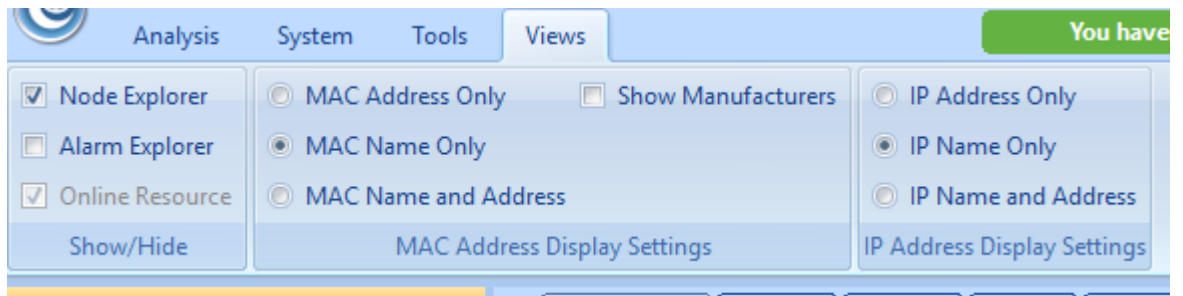 Analysis System Tools Views You have
Node Explorer MAC Address Only Show Manufacturers IP Address Only
Alarm Explorer MAC Name Only IP Name Only
Online Resource MAC Name and Address IP Name and Address
Show/Hide MAC Address Display Settings IP Address Display Settings